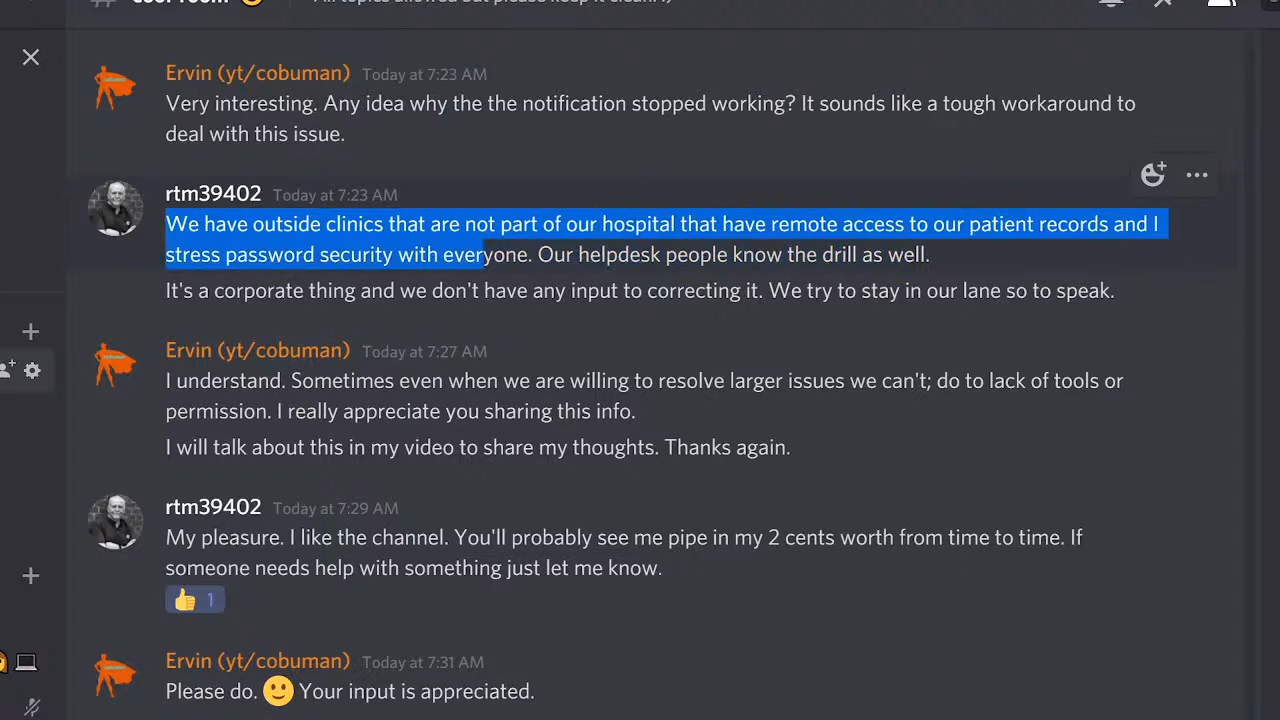 Ervin (yt/cobuman) Today at 7:23 AM
Very interesting. Any idea why the the notification stopped working? It sounds like a tough workaround to
deal with this issue.
rtm39402 Today at 7:23 AM
We have outside clinics that are not part of our hospital that have remote access to our patient records and I
stress password security with everyone. Our helpdesk people know the drill as well.
It's a corporate thing and we don't have any input to correcting it. We try to stay in our lane so to speak.
Ervin (yt/cobuman) Today at 7:27 AM
I understand. Sometimes even when we are willing to resolve larger issues we can't; do to lack of tools or
permission. I really appreciate you sharing this info.
I will talk about this in my video to share my thoughts. Thanks again.
rtm39402 Today at 7:29 AM
My pleasure. I like the channel. You'll probably see me pipe in my 2 cents worth from time to time. If
someone needs help with something just let me know.
👍 1
Ervin (yt/cobuman) Today at 7:31 AM
Please do. 🙂 Your input is appreciated.